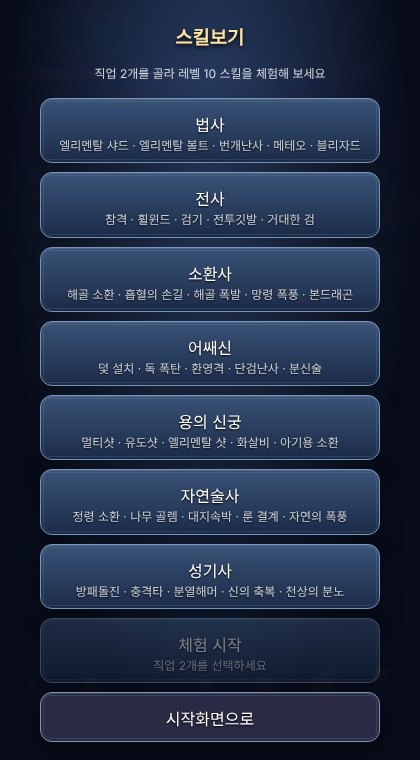 스킬보기
직업 2개를 골라 레벨 10 스킬을 체험해 보세요
법사
엘리멘탈 샤드 · 엘리멘탈 볼트 · 번개난사 · 메테오 · 블리자드
전사
참격 · 휠윈드 · 검기 · 전투깃발 · 거대한 검
소환사
해골 소환 · 흡혈의 손길 · 해골 폭발 · 망령 폭풍 · 본드래곤
어쌔신
덫 설치 · 독 폭탄 · 환영격 · 단검난사 · 분신술
용의 신궁
멀티샷 · 유도샷 · 엘리멘탈 샷 · 화살비 · 아기용 소환
자연술사
정령 소환 · 나무 골렘 · 대지속박 · 룬 결계 · 자연의 폭풍
성기사
방패돌진 · 충격타 · 분열해머 · 신의 축복 · 천상의 분노
체험 시작
직업 2개를 선택하세요
시작화면으로